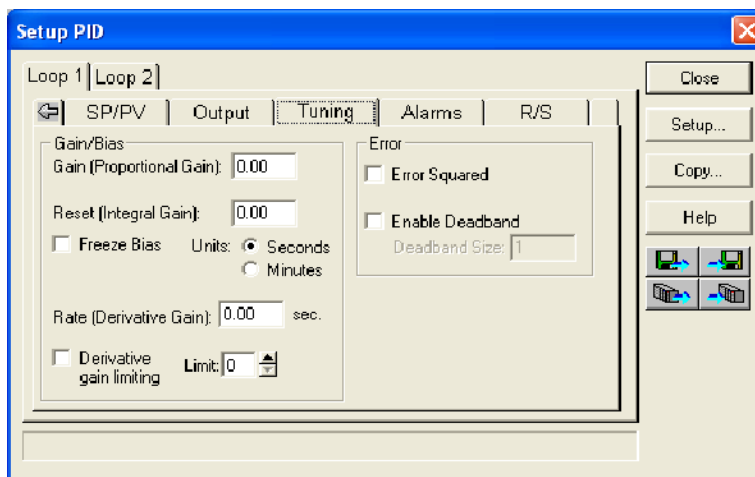 Setup PID
Loop 1 Loop 2
SP/PV Output Tuning Alarms R/S
Gain/Bias
Gain (Proportional Gain): 0.00
Reset (Integral Gain): 0.00
Freeze Bias Units: Seconds
Minutes
Rate (Derivative Gain): 0.00 sec.
Derivative
gain limiting Limit: 0
Error
Error Squared
Enable Deadband
Deadband Size: 1
Close
Setup...
Copy...
Help